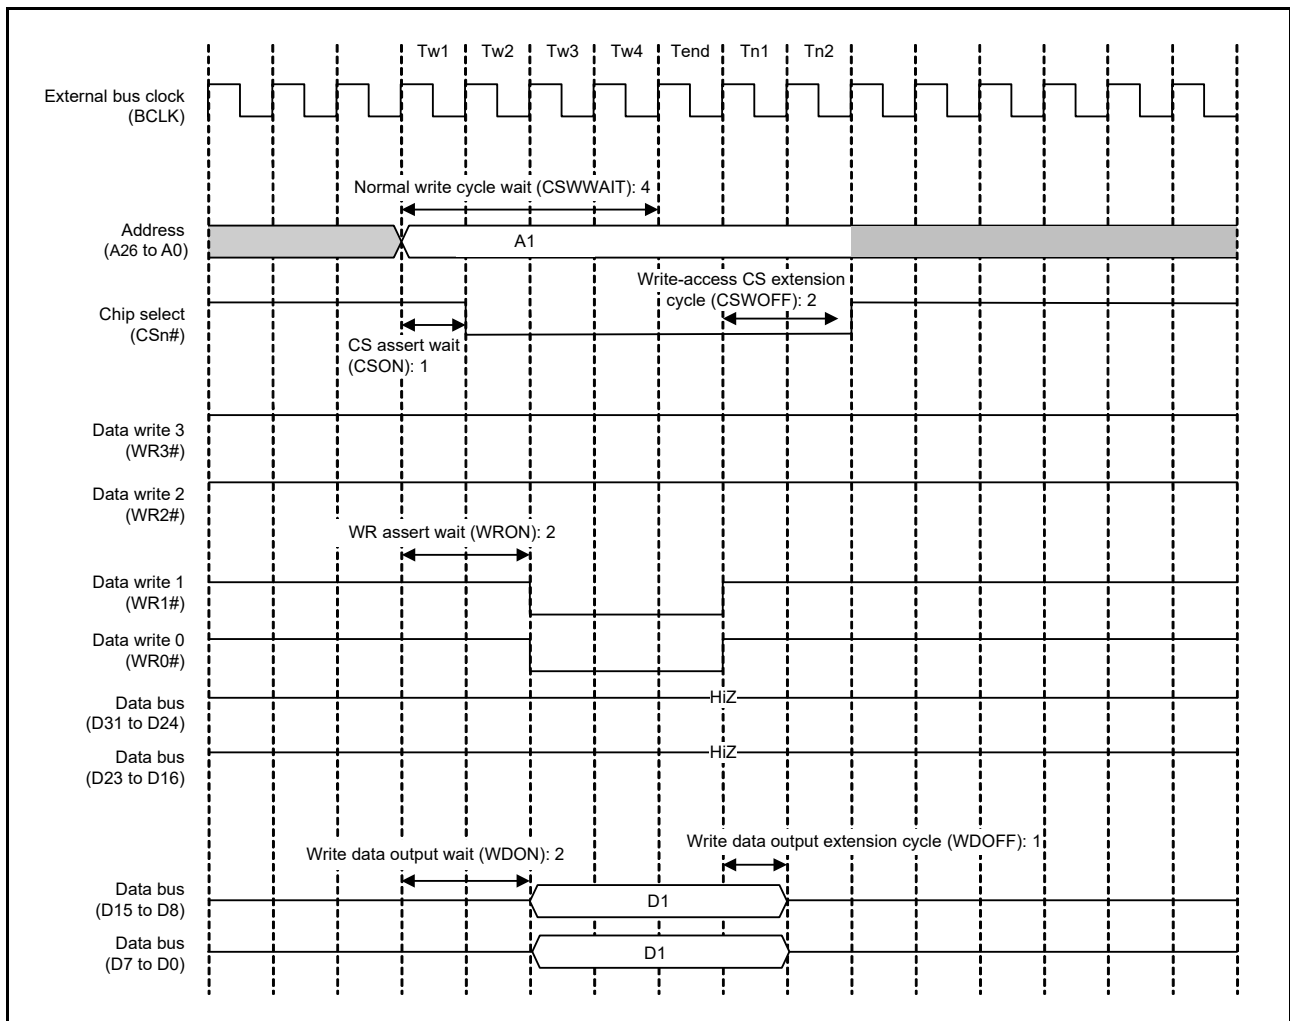 Tw1 Tw2 Tw3 Tw4 Tend Tn1 Tn2
External bus clock
(BCLK)
Normal write cycle wait (CSWWAIT): 4
Address
(A26 to A0)
A1
Write-access CS extension
cycle (CSWOFF): 2
Chip select
(CSn#)
CS assert wait
(CSON): 1
Data write 3
(WR3#)
Data write 2
(WR2#)
WR assert wait (WRON): 2
Data write 1
(WR1#)
Data write 0
(WR0#)
Data bus
(D31 to D24)
HiZ
Data bus
(D23 to D16)
HiZ
Write data output extension cycle (WDOFF): 1
Write data output wait (WDON): 2
Data bus
(D15 to D8)
D1
Data bus
(D7 to D0)
D1